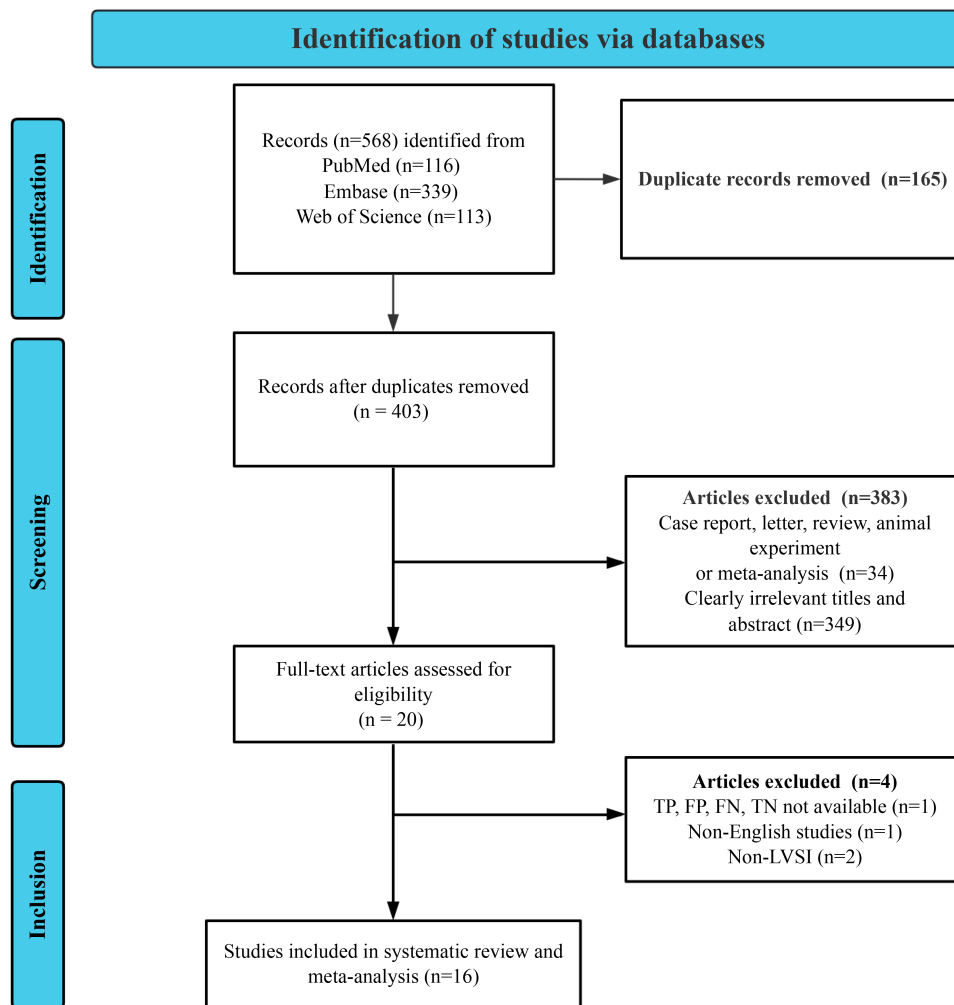 Identification of studies via databases
Identification
Records (n=568) identified from
PubMed (n=116)
Embase (n=339)
Web of Science (n=113)
Duplicate records removed (n=165)
Screening
Records after duplicates removed
(n = 403)
Articles excluded (n=383)
Case report, letter, review, animal
experiment
or meta-analysis (n=34)
Clearly irrelevant titles and
abstract (n=349)
Full-text articles assessed for
eligibility
(n = 20)
Inclusion
Articles excluded (n=4)
TP, FP, FN, TN not available (n=1)
Non-English studies (n=1)
Non-LVSI (n=2)
Studies included in systematic review and
meta-analysis (n=16)